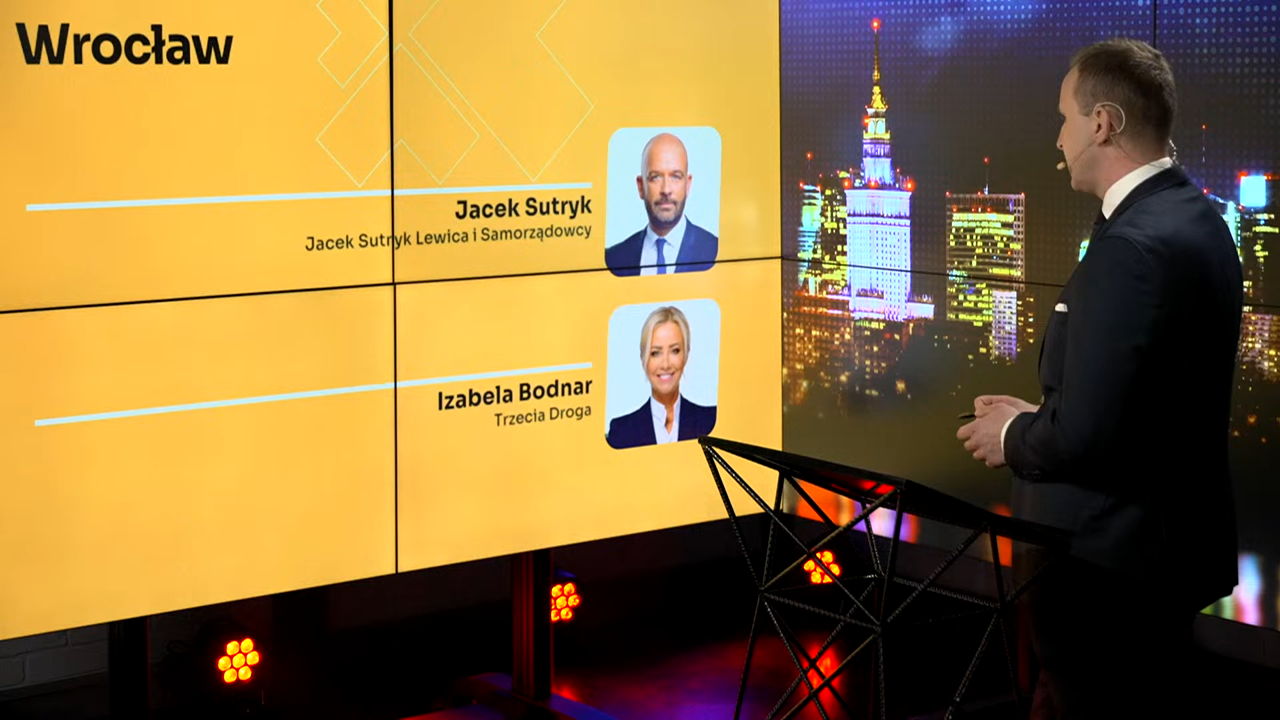 Wrocław
Jacek Sutryk
Jacek Sutryk Lewica i Samorządowcy
Izabela Bodnar
Trzecia Droga